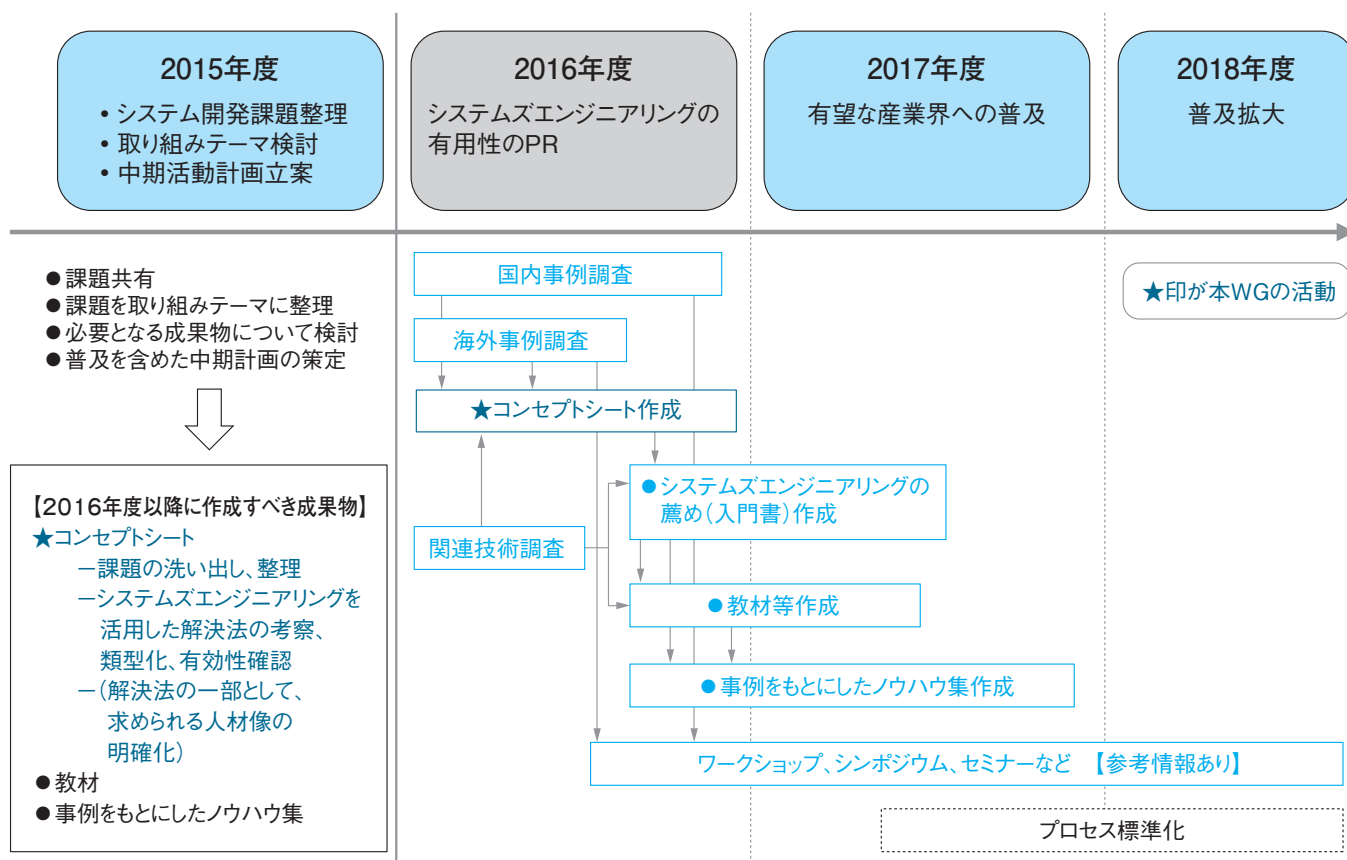 2015年度
• システム開発課題整理
• 取り組みテーマ検討
• 中期活動計画立案
2016年度
システムズエンジニアリングの
有用性のPR
2017年度
有望な産業界への普及
2018年度
普及拡大
●課題共有
●課題を取り組みテーマに整理
●必要となる成果物について検討
●普及を含めた中期計画の策定
【2016年度以降に作成すべき成果物】
★コンセプトシート
－課題の洗い出し、整理
－システムズエンジニアリングを
活用した解決法の考察、
類型化、有効性確認
－（解決法の一部として、
求められる人材像の
明確化）
●教材
●事例をもとにしたノウハウ集
国内事例調査
海外事例調査
★コンセプトシート作成
関連技術調査
●システムズエンジニアリングの
薦め（入門書）作成
●教材等作成
●事例をもとにしたノウハウ集作成
ワークショップ、シンポジウム、セミナーなど 【参考情報あり】
プロセス標準化
★印が本WGの活動